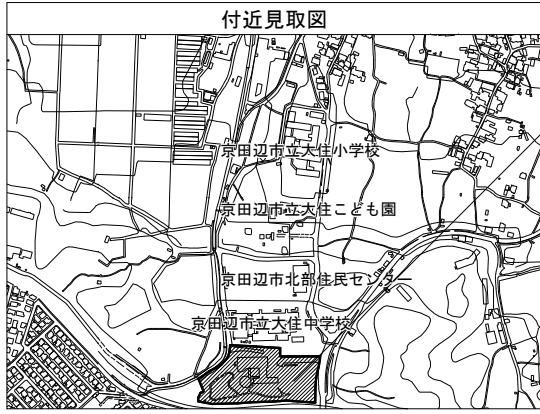 付近見取図
京田辺市立大住小学校
京田辺市立大住こども園
京田辺市北部住民センター
京田辺市立大住中学校